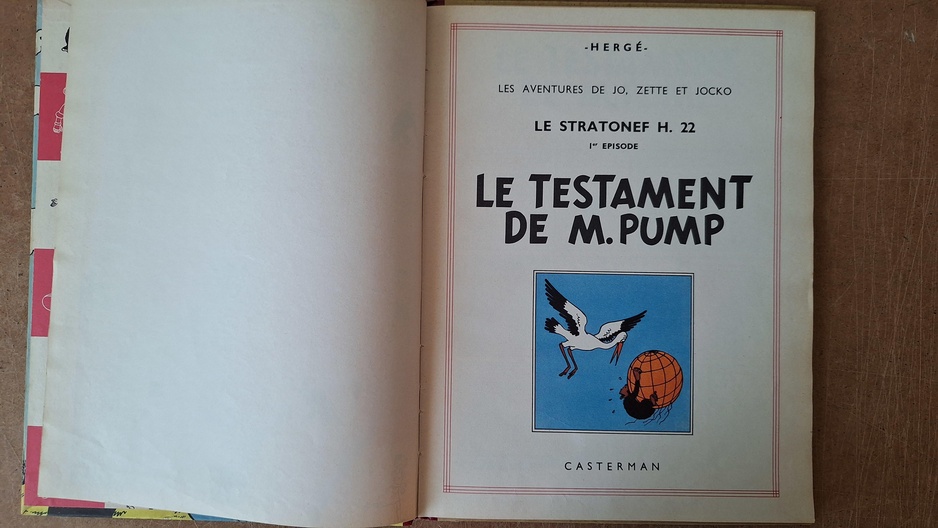 -HERGÉ-
LES AVENTURES DE JO, ZETTE ET JOCKO
LE STRATONEF H. 22
1er EPISODE
LE TESTAMENT
DE M. PUMP
CASTERMAN